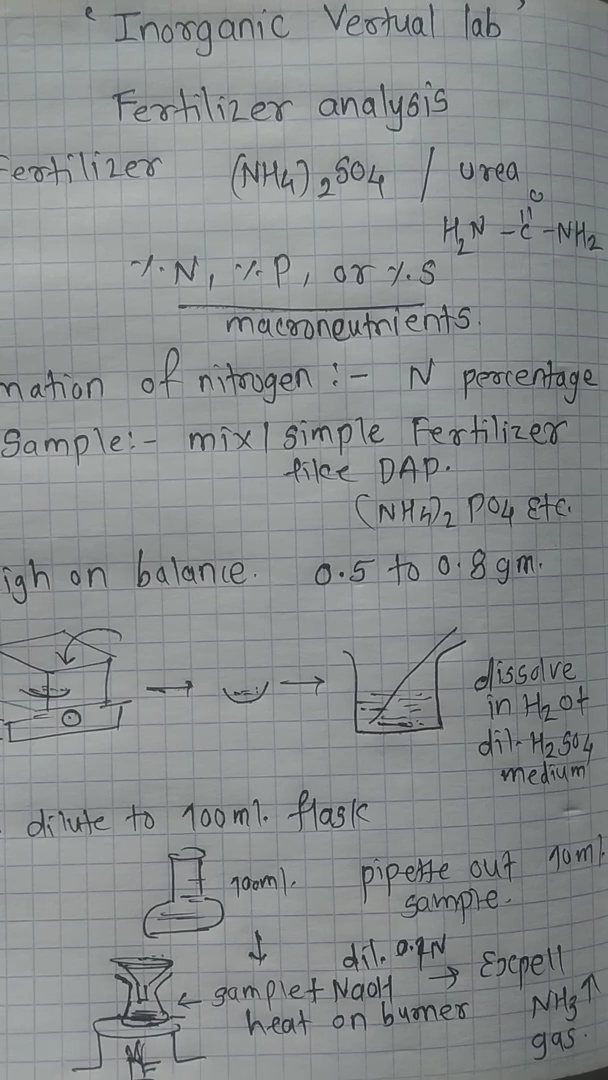 ‘Inorganic Vertual lab’
Fertilizer analysis
Fertilizer (NH4)2SO4 / urea
O
H2N - C - NH2
%N, %P, or %S
macroneutrients.
nation of nitrogen :- N percentage
Sample:- mix/simple Fertilizer
like DAP.
(NH4)2 PO4 Etc.
igh on balance. 0.5 to 0.8 gm.
dissolve
in H2O +
dil. H2SO4
medium
dilute to 100ml. flask
100ml. pipette out 10ml.
sample.
dil. 0.1N
sample + NaOH → Expell
heat on burner NH3↑
gas.